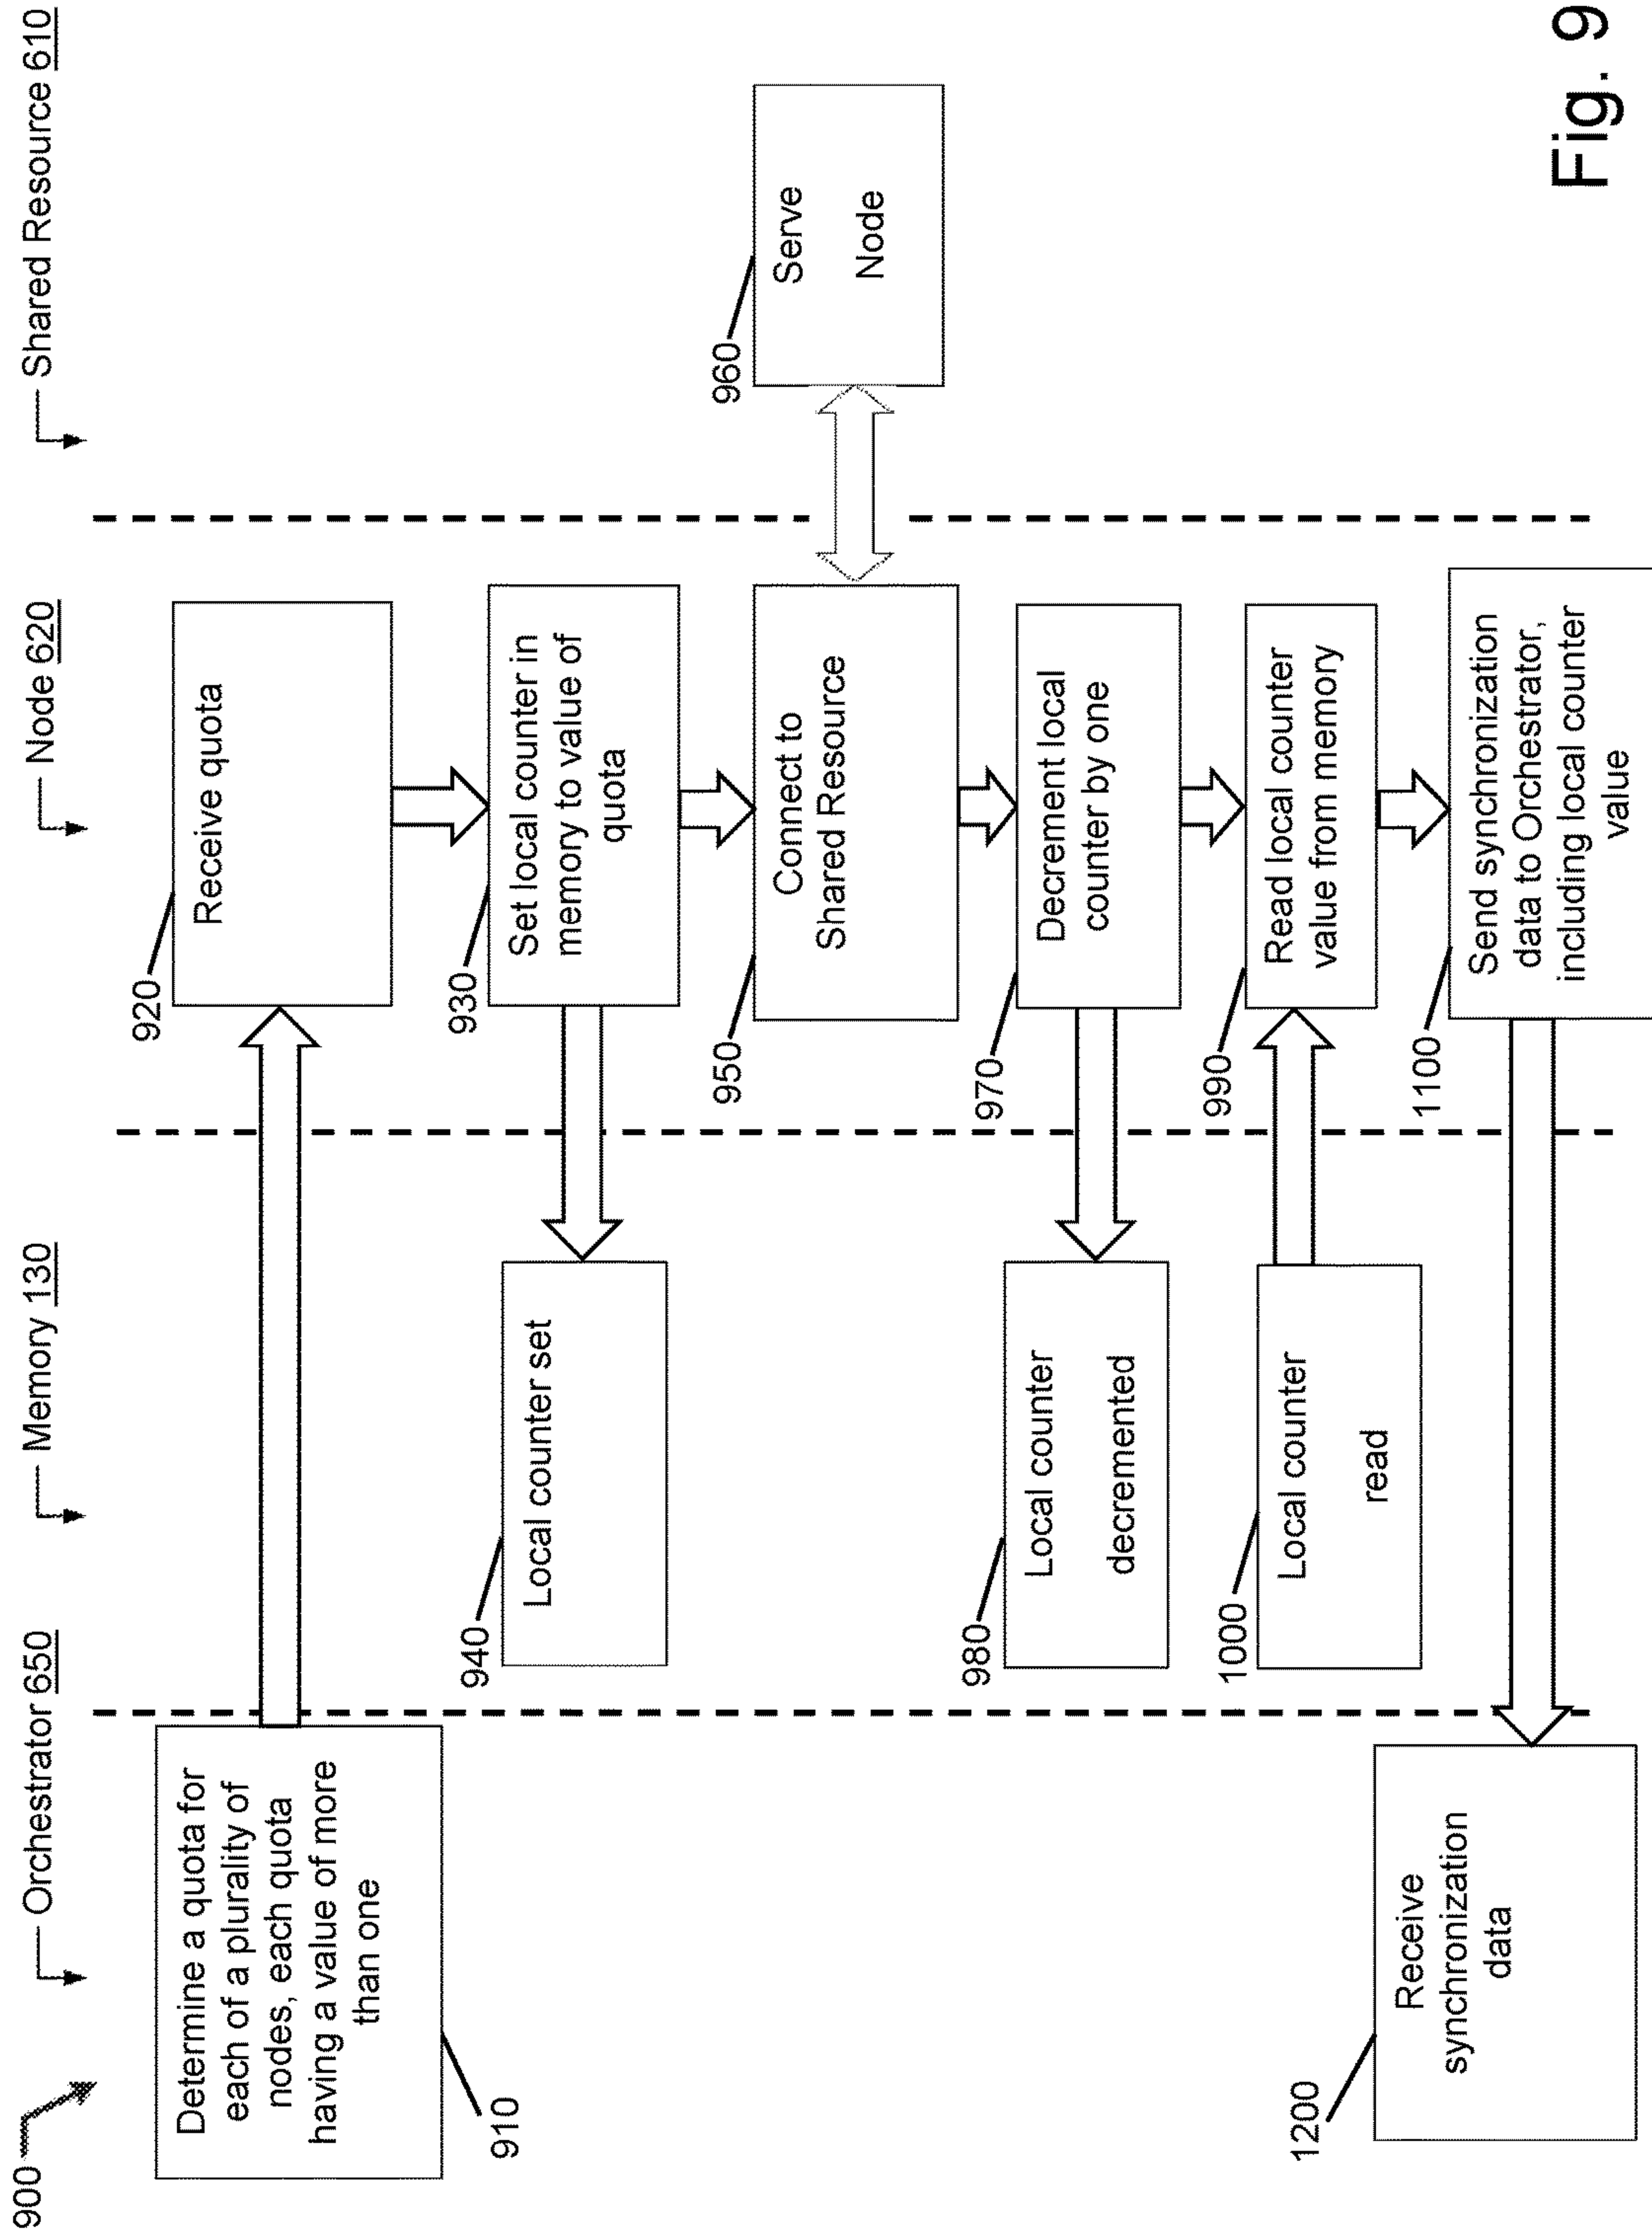 900
Orchestrator 650
Memory 130
Node 620
Shared Resource 610
Determine a quota for
each of a plurality of
nodes, each quota
having a value of more
than one
910
920
Receive quota
930
Set local counter in
memory to value of
quota
940
Local counter set
950
Connect to
Shared Resource
960
Serve
Node
970
Decrement local
counter by one
980
Local counter
decremented
990
Read local counter
value from memory
1000
Local counter
read
1100
Send synchronization
data to Orchestrator,
including local counter
value
1200
Receive
synchronization
data
Fig. 9